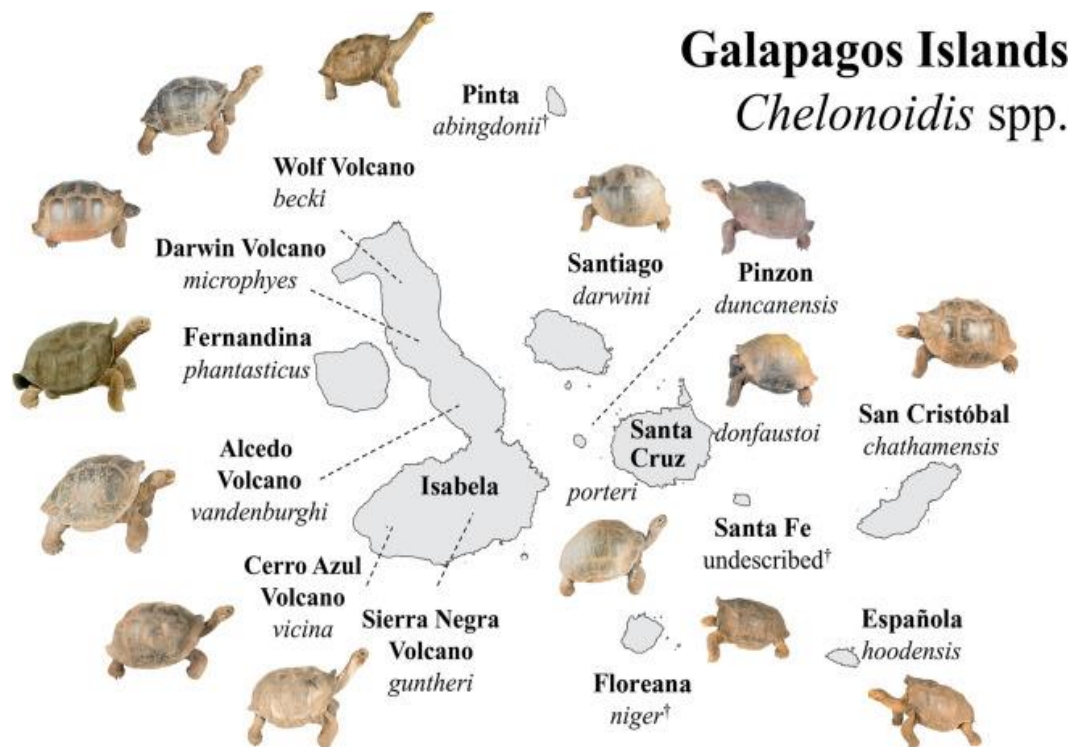 Galapagos Islands
Chelonoidis spp.
Pinta
abingdonii†
Wolf Volcano
becki
Darwin Volcano
microphyes
Santiago
darwini
Pinzon
duncanensis
Fernandina
phantasticus
San Cristóbal
chathamensis
Santa
Cruz
donfaustoi
Alcedo
Volcano
vandenburghi
Isabela
porteri
Santa Fe
undescribed†
Cerro Azul
Volcano
vicina
Sierra Negra
Volcano
guntheri
Floreana
niger†
Española
hoodensis